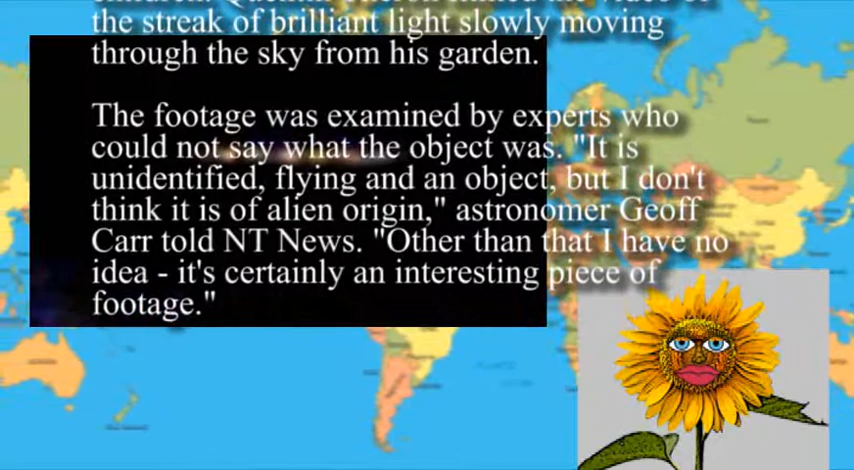 the streak of brilliant light slowly moving
through the sky from his garden.
The footage was examined by experts who
could not say what the object was. "It is
unidentified, flying and an object, but I don't
think it is of alien origin," astronomer Geoff
Carr told NT News. "Other than that I have no
idea - it's certainly an interesting piece of
footage."